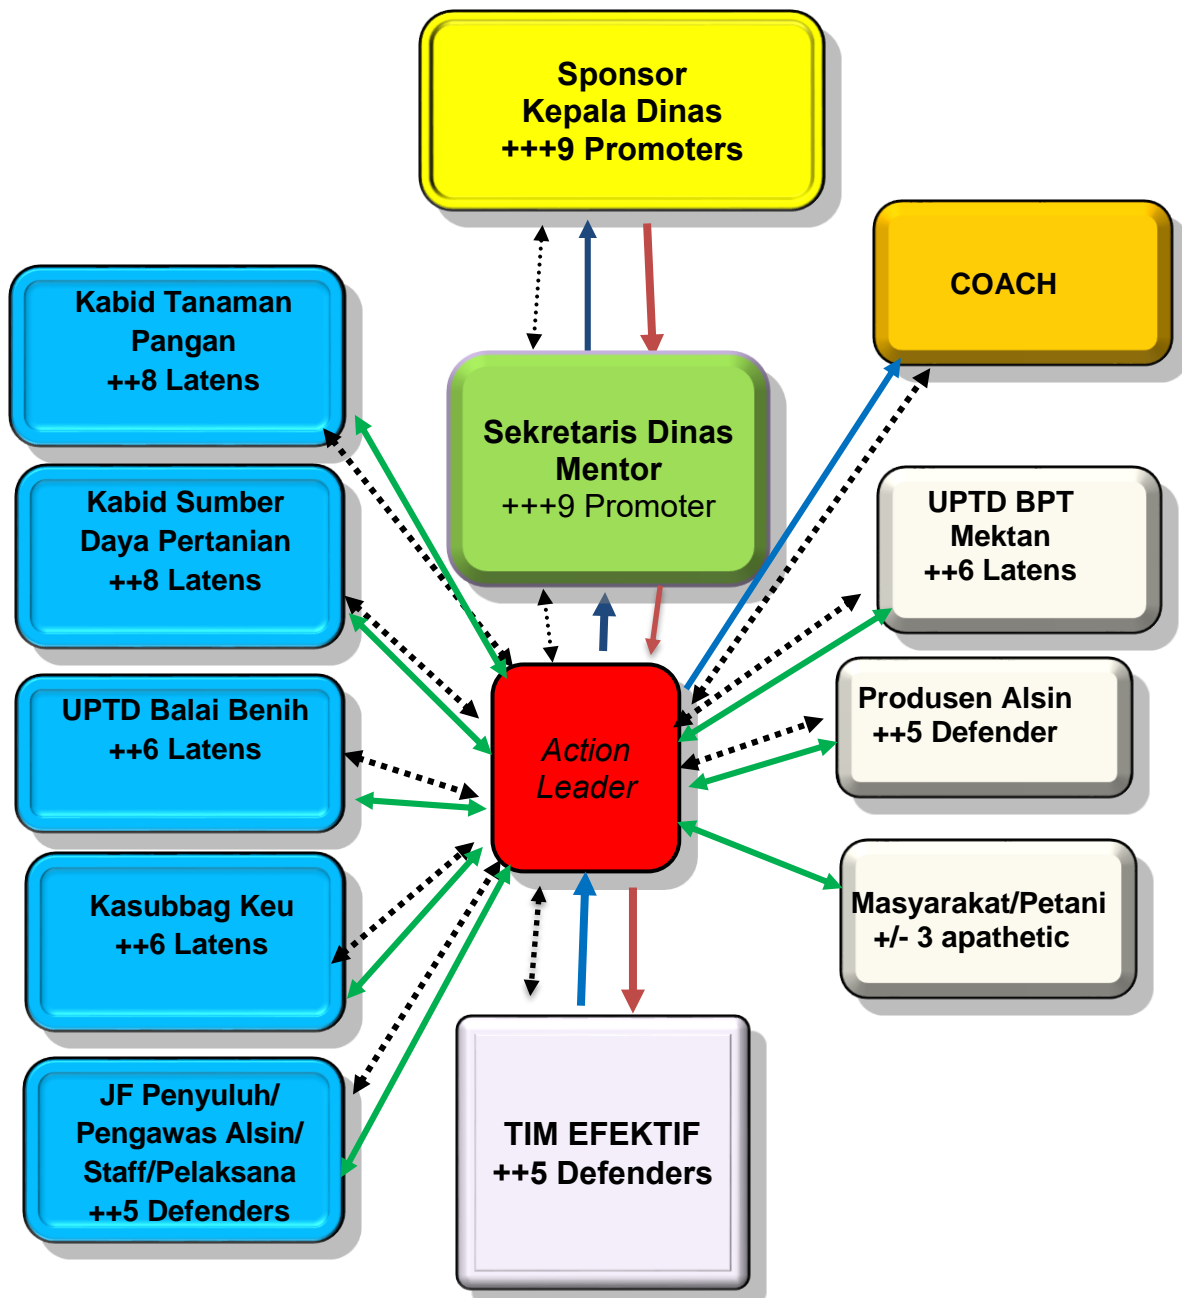 Sponsor
Kepala Dinas
+++9 Promoters
COACH
Kabid Tanaman
Pangan
++8 Latens
Sekretaris Dinas
Mentor
+++9 Promoter
Kabid Sumber
Daya Pertanian
++8 Latens
UPTD BPT
Mektan
++6 Latens
UPTD Balai Benih
++6 Latens
Action
Leader
Produsen Alsin
++5 Defender
Kasubbag Keu
++6 Latens
Masyarakat/Petani
+/- 3 apathetic
JF Penyuluh/
Pengawas Alsin/
Staff/Pelaksana
++5 Defenders
TIM EFEKTIF
++5 Defenders